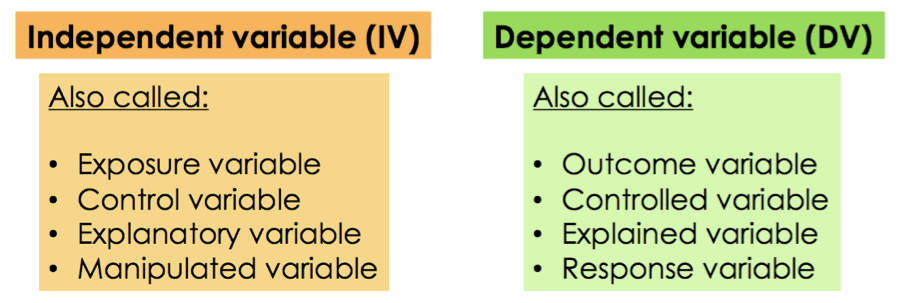 Independent variable (IV)
Also called:
• Exposure variable
• Control variable
• Explanatory variable
• Manipulated variable
Dependent variable (DV)
Also called:
• Outcome variable
• Controlled variable
• Explained variable
• Response variable